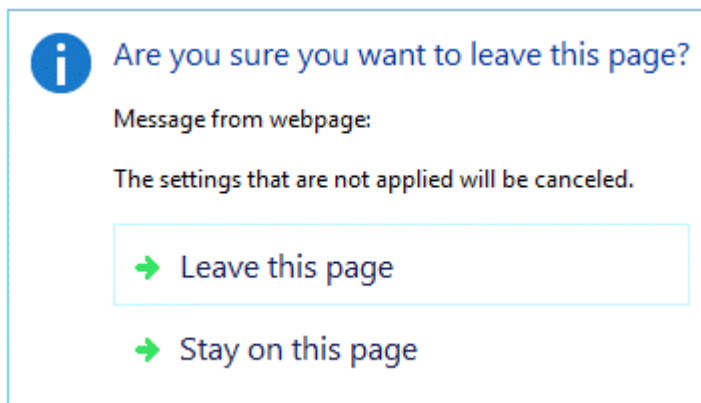 Are you sure you want to leave this page?
Message from webpage:
The settings that are not applied will be canceled.
Leave this page
Stay on this page